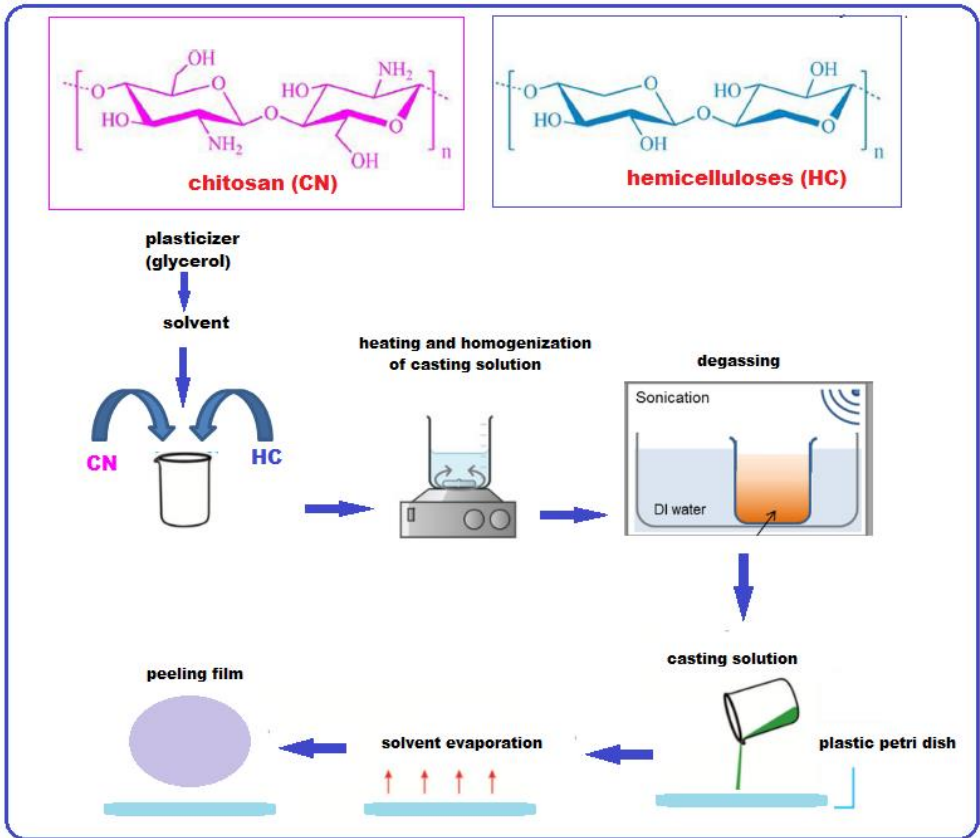 OH
O
O
HO
NH₂
O
HO
NH₂
O
OH
n
chitosan (CN)
O
O
HO
OH
O
HO
OH
O
n
hemicelluloses (HC)
plasticizer
(glycerol)
solvent
CN
HC
heating and homogenization
of casting solution
degassing
Sonication
DI water
casting solution
plastic petri dish
solvent evaporation
peeling film